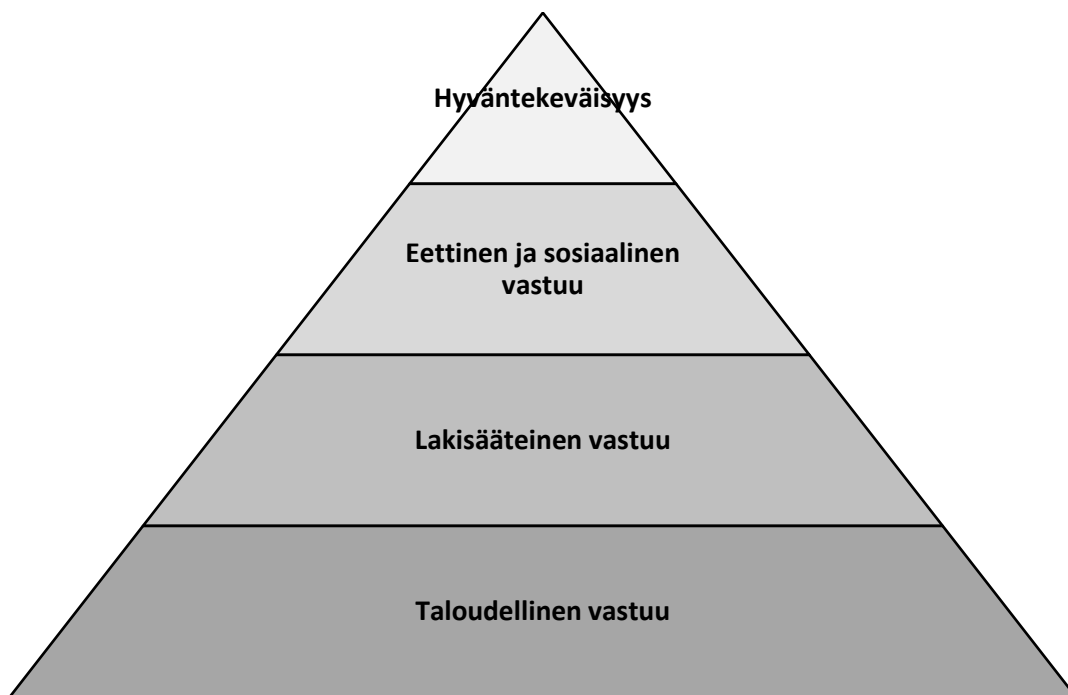 Hyväntekeväisyys
Eettinen ja sosiaalinen
vastuu
Lakisääteinen vastuu
Taloudellinen vastuu